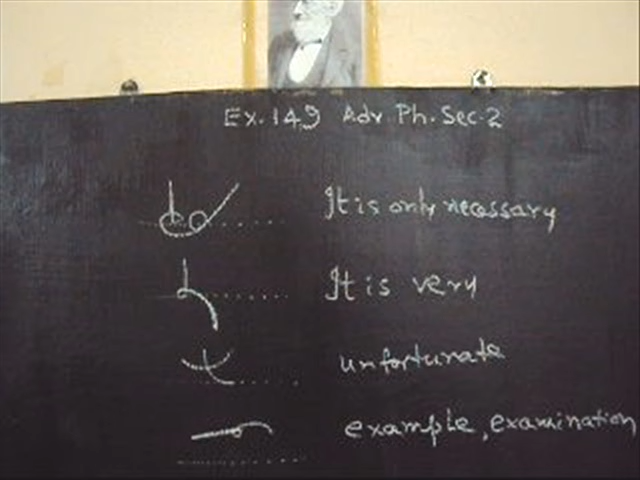 Ex. 149 Adv Ph. Sec. 2
It is only necessary
It is very
unfortunate
example, examination